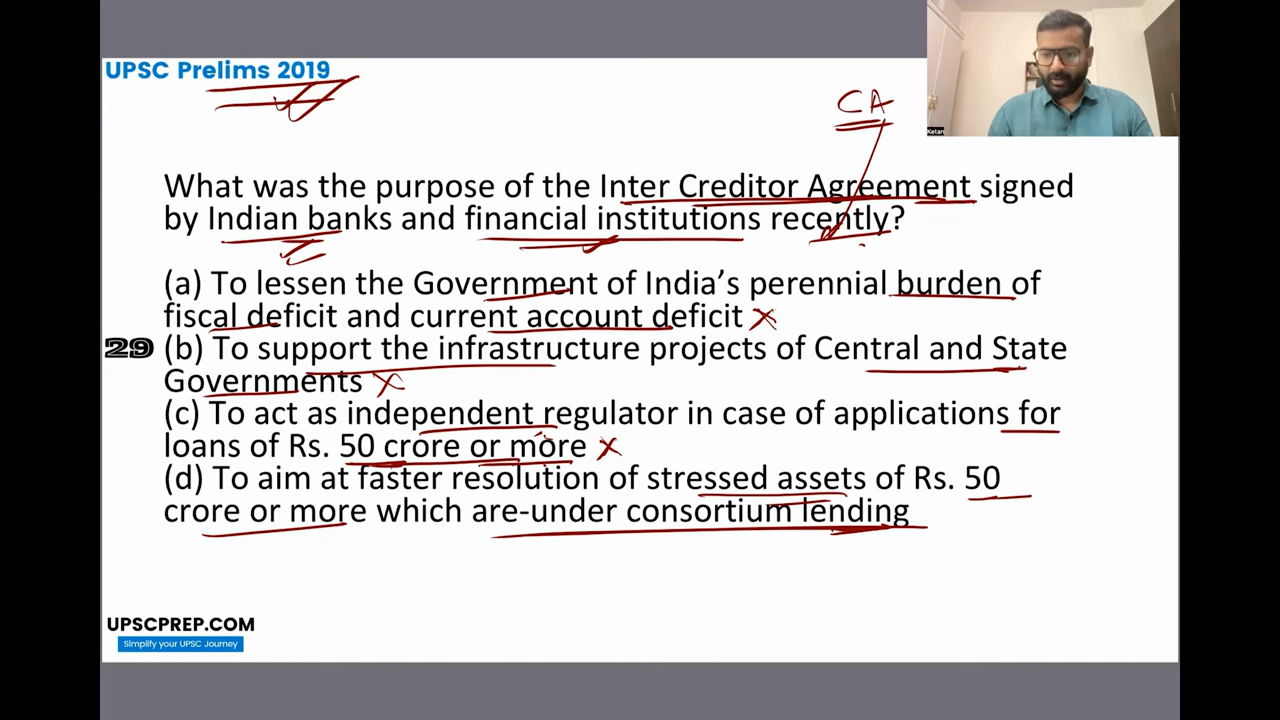 UPSC Prelims 2019
CA
What was the purpose of the Inter Creditor Agreement signed
by Indian banks and financial institutions recently?
(a) To lessen the Government of India’s perennial burden of
fiscal deficit and current account deficit
29
(b) To support the infrastructure projects of Central and State
Governments
(c) To act as independent regulator in case of applications for
loans of Rs. 50 crore or more
(d) To aim at faster resolution of stressed assets of Rs. 50
crore or more which are-under consortium lending
UPSCPREP.COM
Simplify your UPSC Journey
Ketan